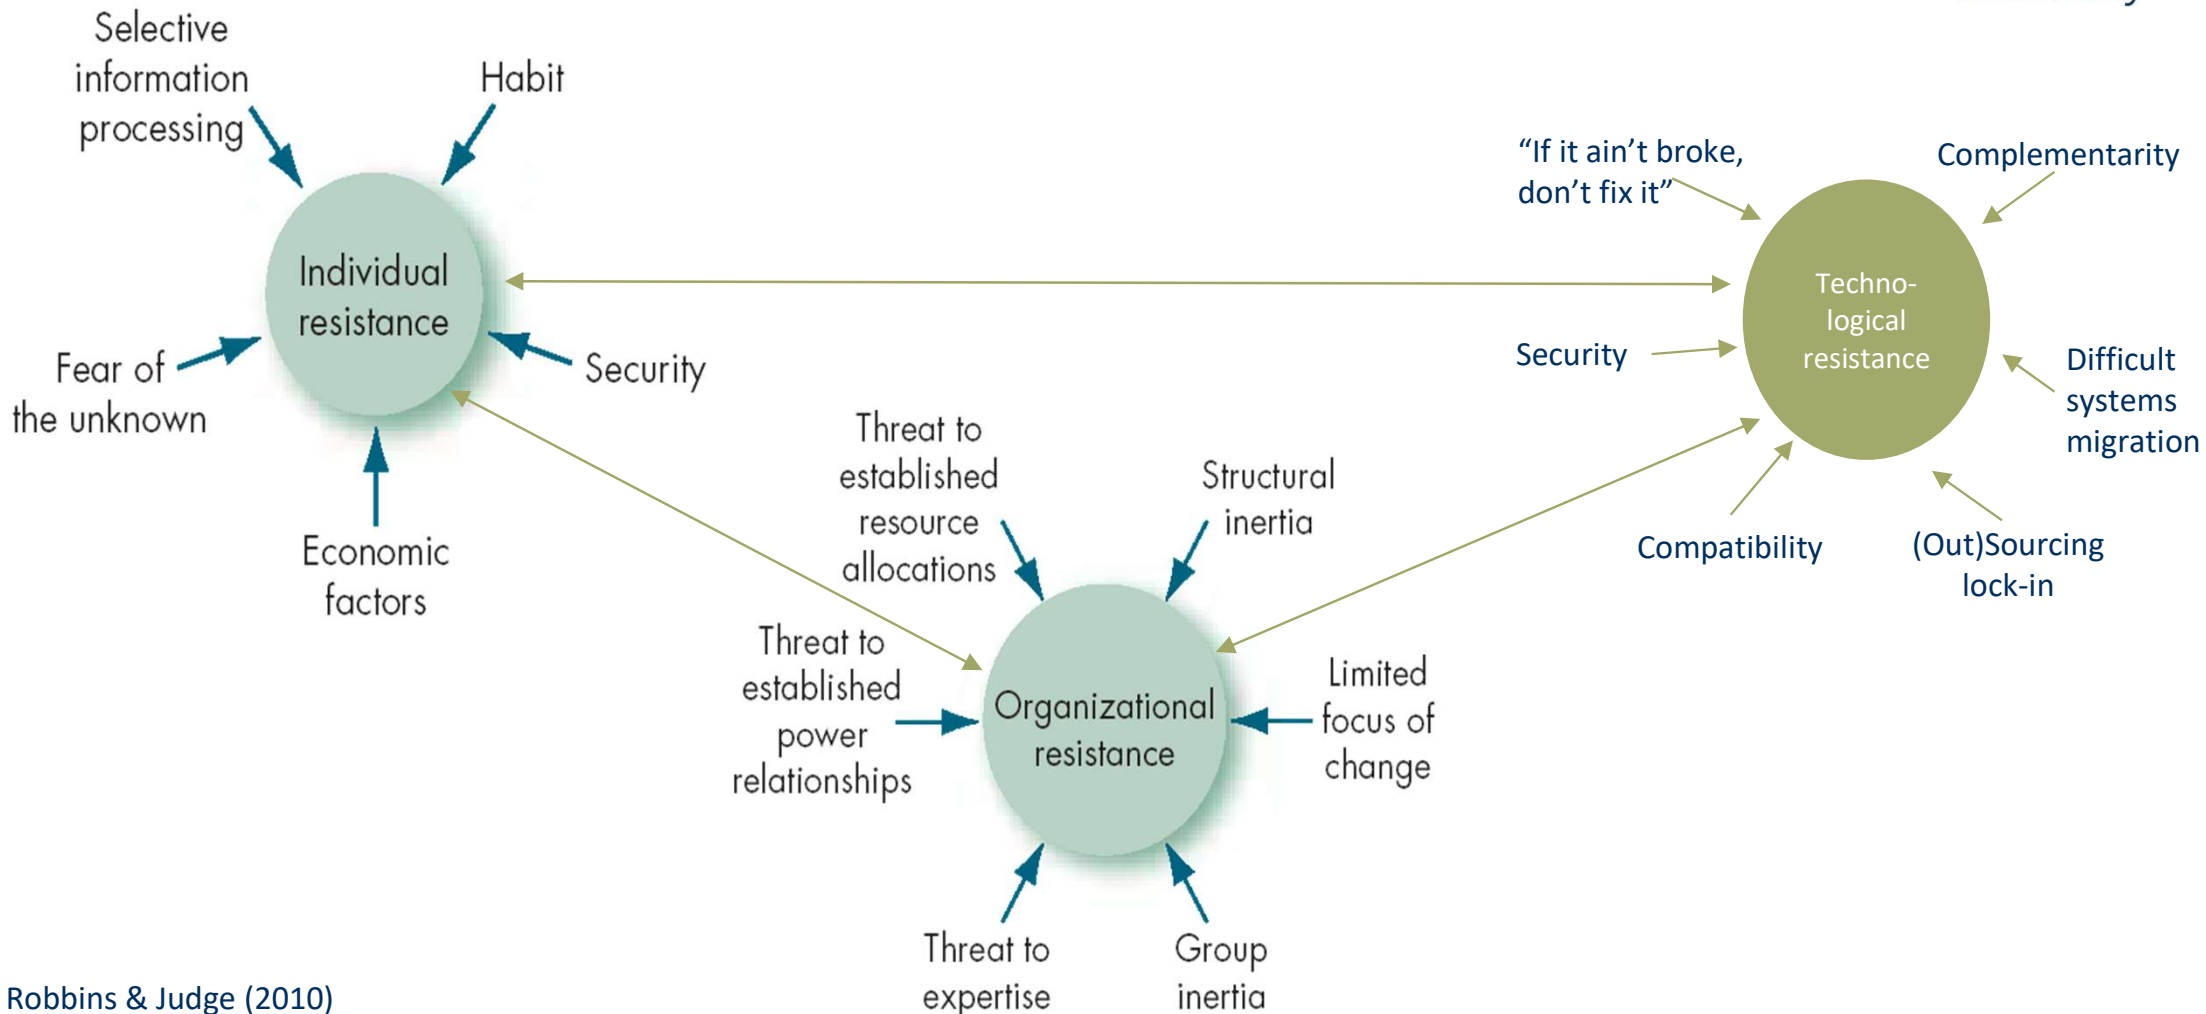 Selective
information
processing
Habit
Individual
resistance
Fear of
the unknown
Security
Economic
factors
Threat to
established
resource
allocations
Structural
inertia
Threat to
established
power
relationships
Organizational
resistance
Limited
focus of
change
Threat to
expertise
Group
inertia
“If it ain’t broke,
don’t fix it”
Complementarity
Techno-
logical
resistance
Security
Difficult
systems
migration
Compatibility
(Out)Sourcing
lock-in
Robbins & Judge (2010)